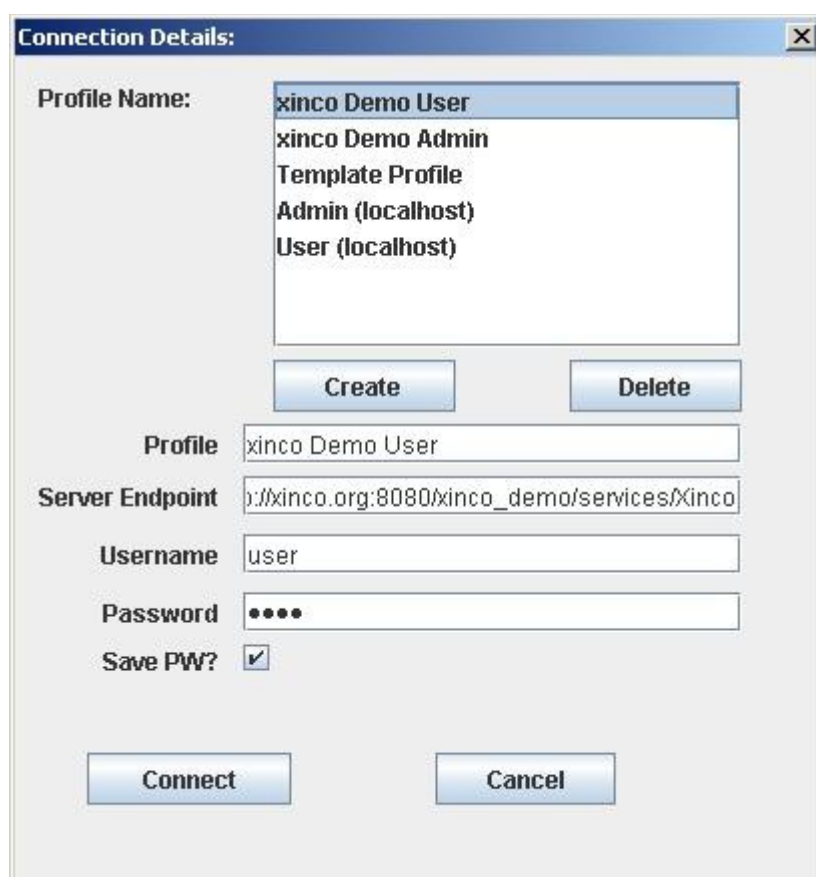 Connection Details:
Profile Name:
xinco Demo User
xinco Demo Admin
Template Profile
Admin (localhost)
User (localhost)
Create Delete
Profile xinco Demo User
Server Endpoint ://xinco.org:8080/xinco_demo/services/Xinco
Username user
Password ••••
Save PW?
Connect Cancel